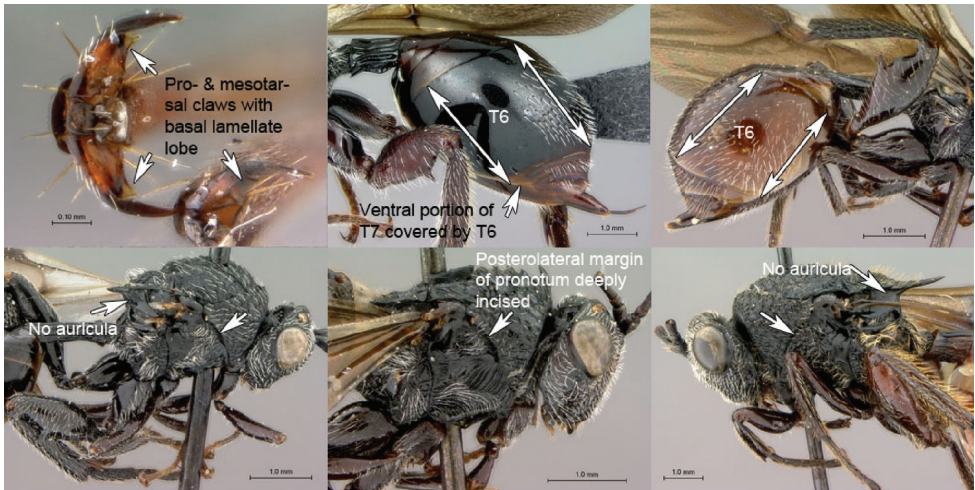 Pro- & mesotar-
sal claws with
basal lamellate
lobe
0.10 mm
T6
Ventral portion of
T7 covered by T6
1.0 mm
T6
1.0 mm
No auricula
1.0 mm
Posterolateral margin
of pronotum deeply
incised
1.0 mm
No auricula
1.0 mm